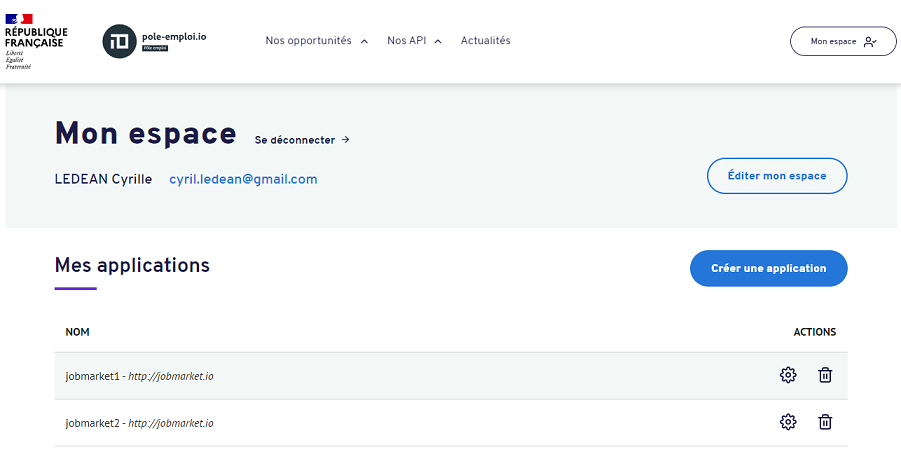 RÉPUBLIQUE
FRANÇAISE
Liberté
Égalité
Fraternité
pole-emploi.io
Pôle emploi
Nos opportunités
Nos API
Actualités
Mon espace
Mon espace
Se déconnecter →
LEDEAN Cyrille cyril.ledean@gmail.com
Éditer mon espace
Mes applications
Créer une application
NOM ACTIONS
jobmarket1 - http://jobmarket.io
jobmarket2 - http://jobmarket.io